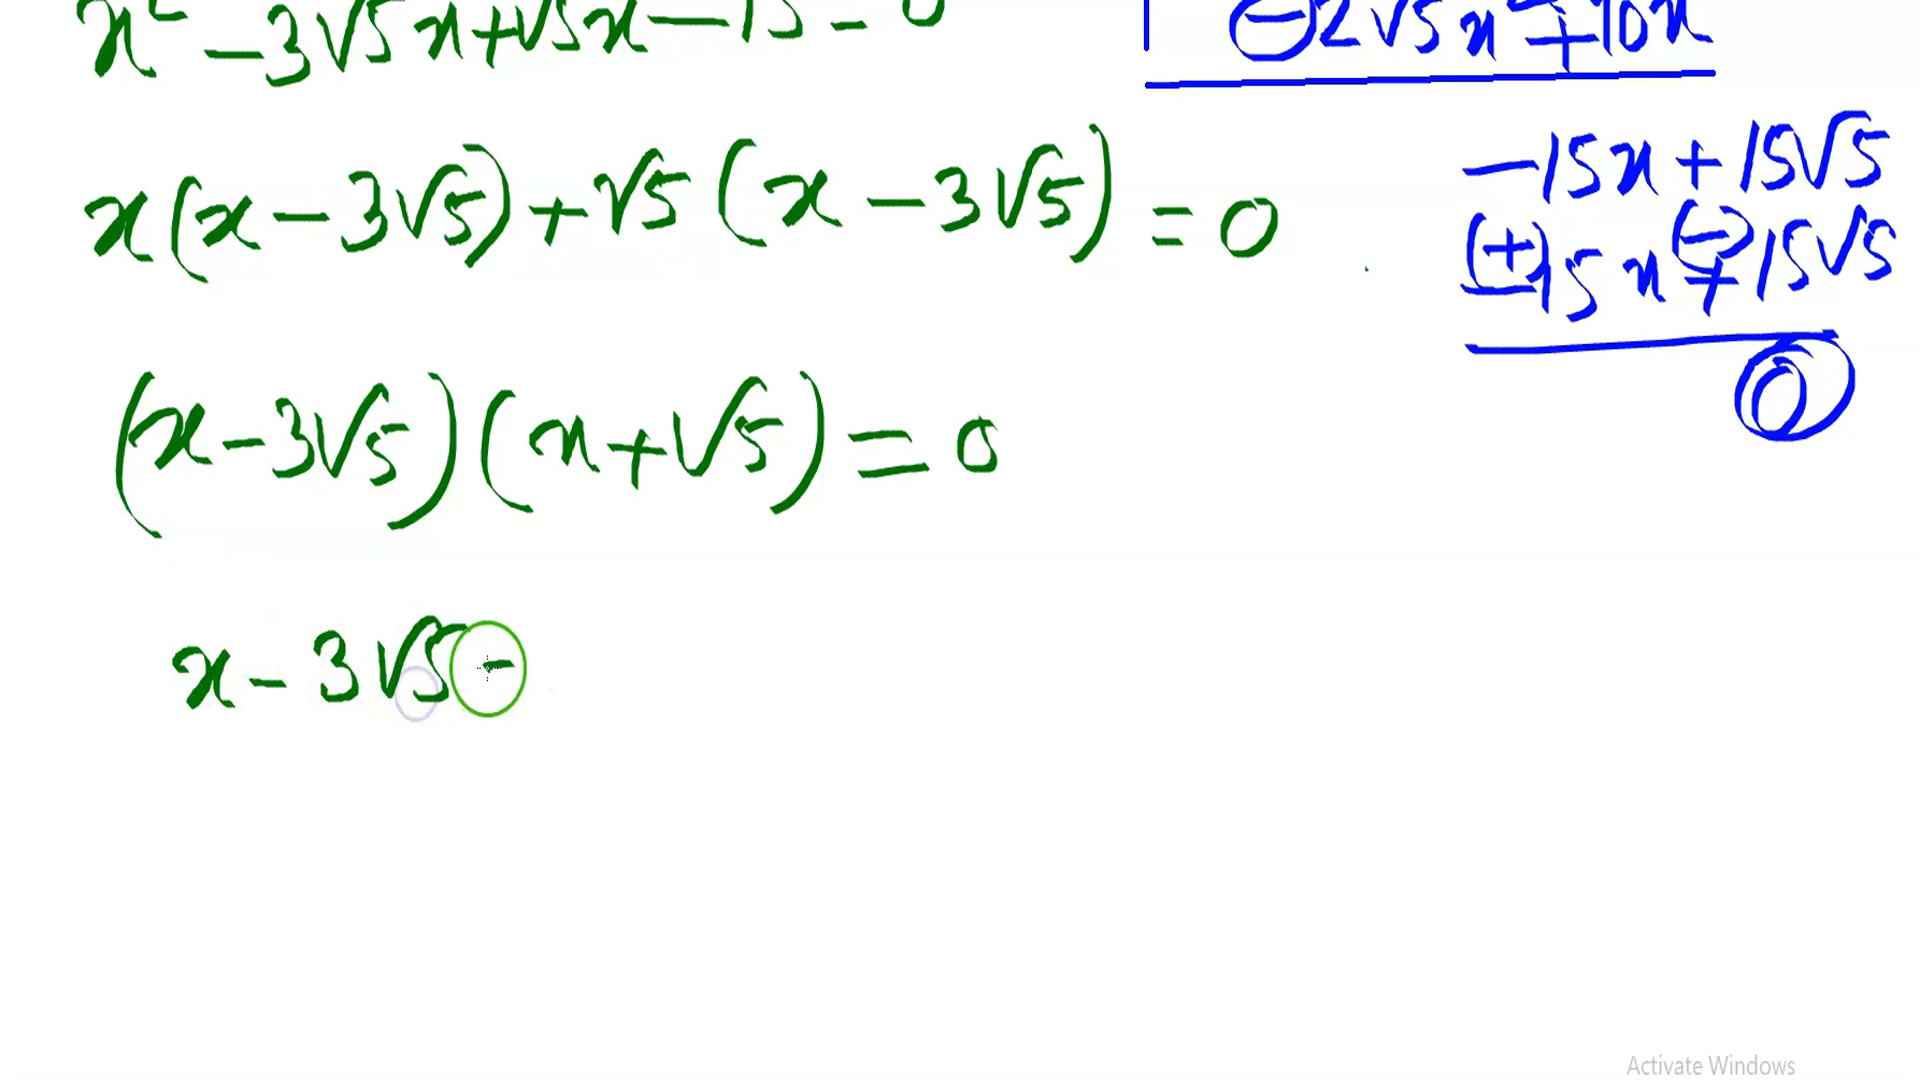 x² - 3√5x + √5x - 15 = 0
x(x - 3√5) + √5(x - 3√5) = 0
(x - 3√5)(x + √5) = 0
x - 3√5 -
(-)2√5x² + 10x
-15x + 15√5
(+)15x (-)+ 15√5
0
Activate Windows